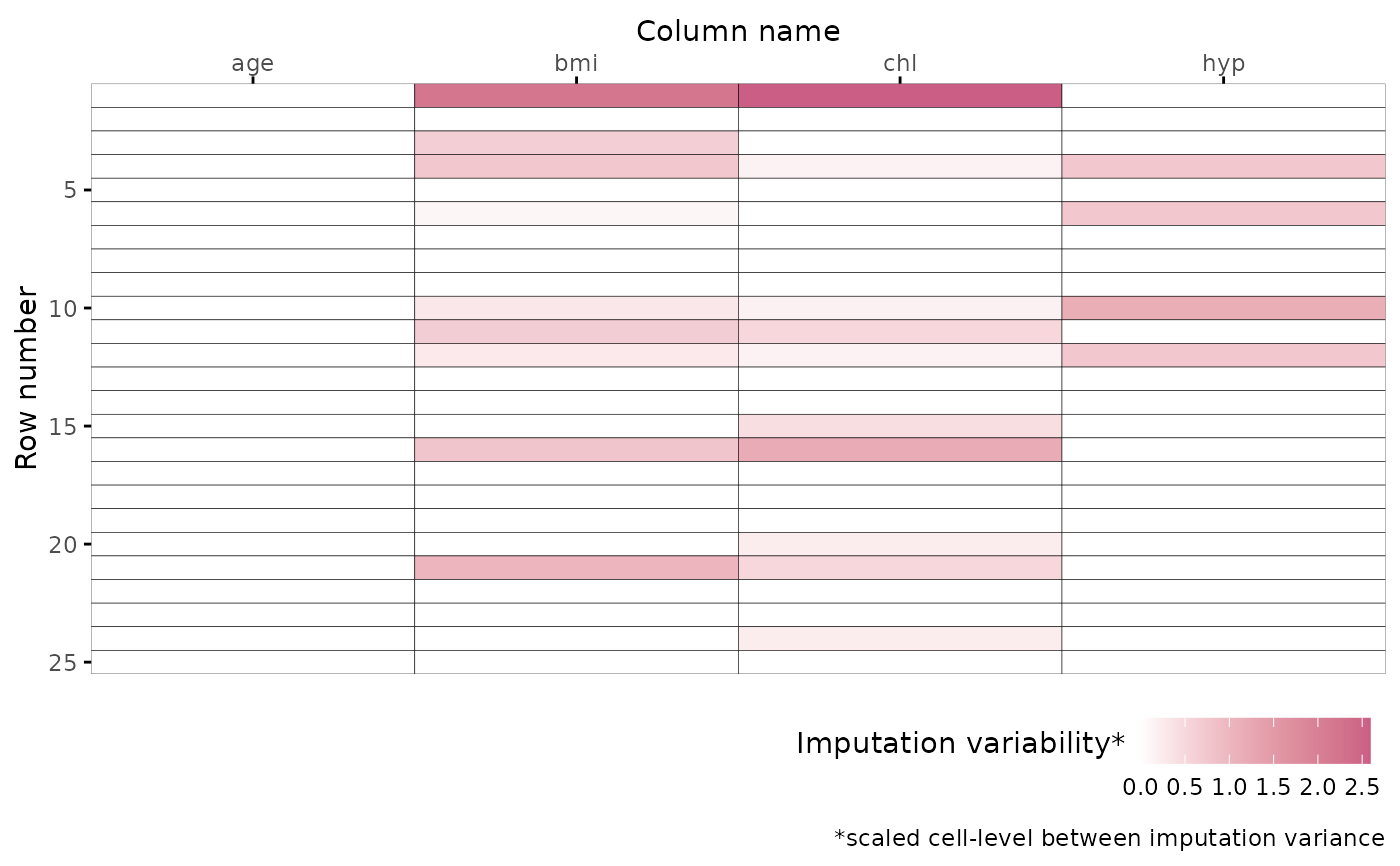 Column name
age bmi chl hyp
Row number
5
10
15
20
25
Imputation variability*
0.0 0.5 1.0 1.5 2.0 2.5
*scaled cell-level between imputation variance